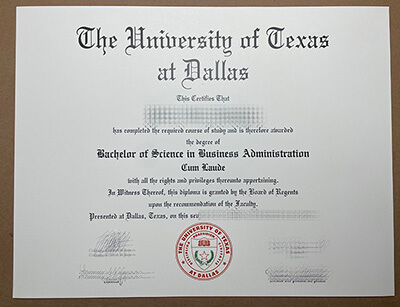 The University of Texas
at Dallas
This Certifies That
has completed the required course of study and is therefore awarded
the degree of
Bachelor of Science in Business Administration
Cum Laude
with all the rights and privileges thereunto appertaining.
In Witness Thereof, this diploma is granted by the Board of Regents
upon the recommendation of the Faculty.
Presented at Dallas, Texas, on this
THE UNIVERSITY OF TEXAS
AT DALLAS